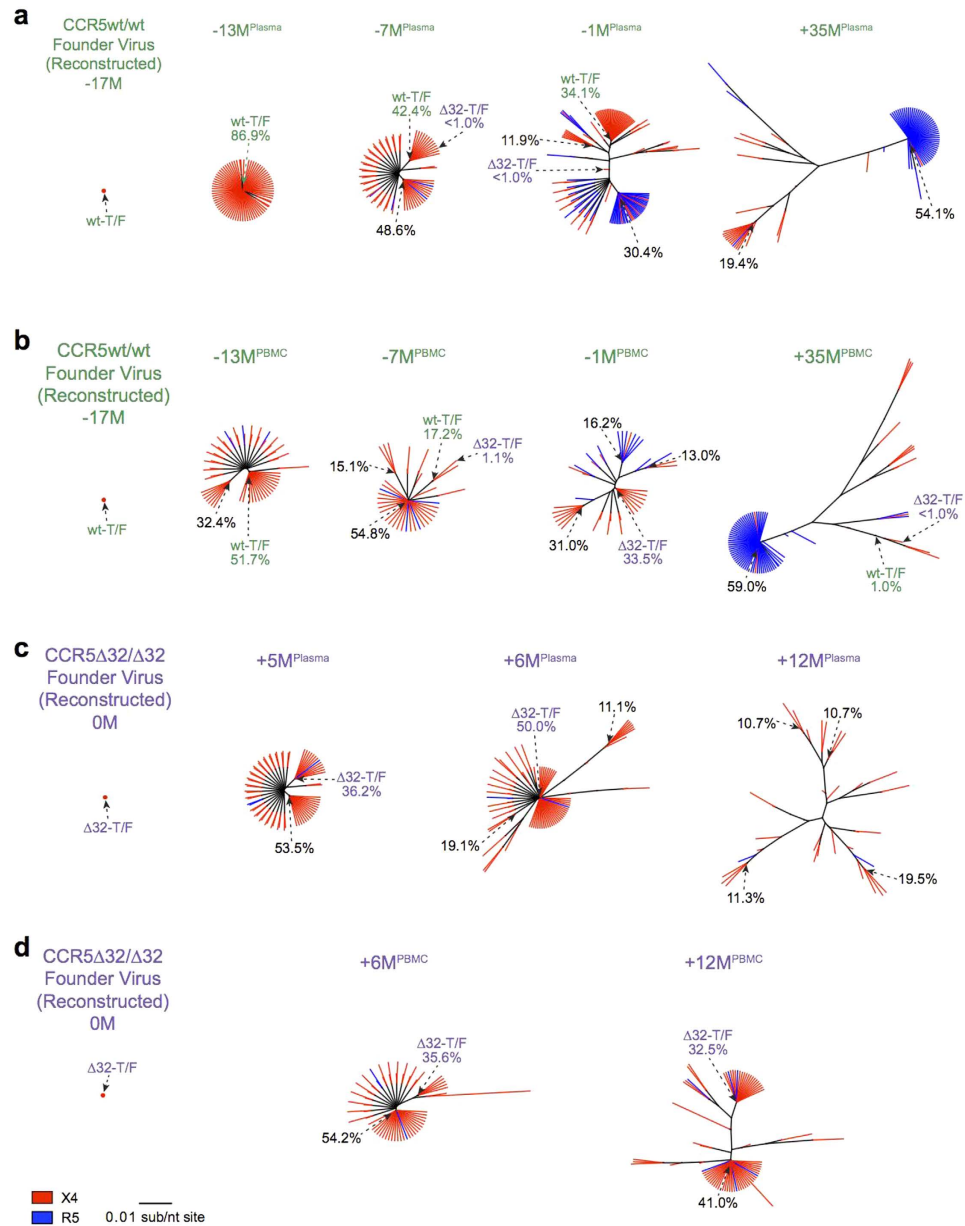 a
CCR5wt/wt
Founder Virus
(Reconstructed)
-17M
-13MPlasma
-7MPlasma
-1MPlasma
+35MPlasma
wt-T/F
wt-T/F
86.9%
wt-T/F
42.4%
Δ32-T/F
<1.0%
48.6%
wt-T/F
34.1%
11.9%
Δ32-T/F
<1.0%
30.4%
54.1%
19.4%
b
CCR5wt/wt
Founder Virus
(Reconstructed)
-17M
-13MPBMC
-7MPBMC
-1MPBMC
+35MPBMC
wt-T/F
32.4%
wt-T/F
51.7%
wt-T/F
17.2%
Δ32-T/F
1.1%
15.1%
54.8%
16.2%
13.0%
31.0%
Δ32-T/F
33.5%
Δ32-T/F
<1.0%
59.0%
wt-T/F
1.0%
c
CCR5Δ32/Δ32
Founder Virus
(Reconstructed)
0M
+5MPlasma
+6MPlasma
+12MPlasma
Δ32-T/F
Δ32-T/F
36.2%
53.5%
Δ32-T/F
50.0%
11.1%
19.1%
10.7%
10.7%
11.3%
19.5%
d
CCR5Δ32/Δ32
Founder Virus
(Reconstructed)
0M
+6MPBMC
+12MPBMC
Δ32-T/F
Δ32-T/F
35.6%
54.2%
Δ32-T/F
32.5%
41.0%
X4
R5
0.01 sub/nt site